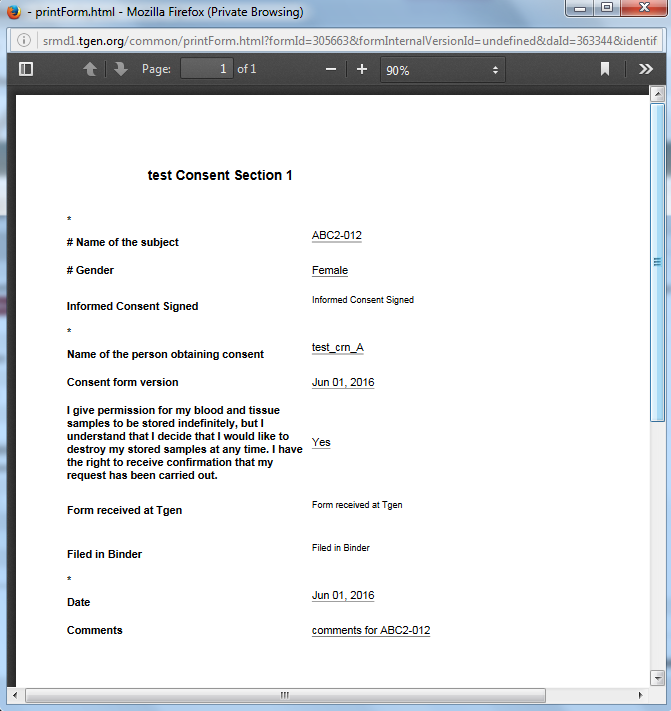 - printForm.html - Mozilla Firefox (Private Browsing)
srmd1.tgen.org/common/printForm.html?formId=305663&formInternalVersionId=undefined&daId=363344&identif
Page: 1 of 1 90%
test Consent Section 1
*
# Name of the subject ABC2-012
# Gender Female
Informed Consent Signed Informed Consent Signed
*
Name of the person obtaining consent test_crn_A
Consent form version Jun 01, 2016
I give permission for my blood and tissue
samples to be stored indefinitely, but I
understand that I decide that I would like to
destroy my stored samples at any time. I have
the right to receive confirmation that my
request has been carried out.
Yes
Form received at Tgen Form received at Tgen
Filed in Binder Filed in Binder
*
Date Jun 01, 2016
Comments comments for ABC2-012